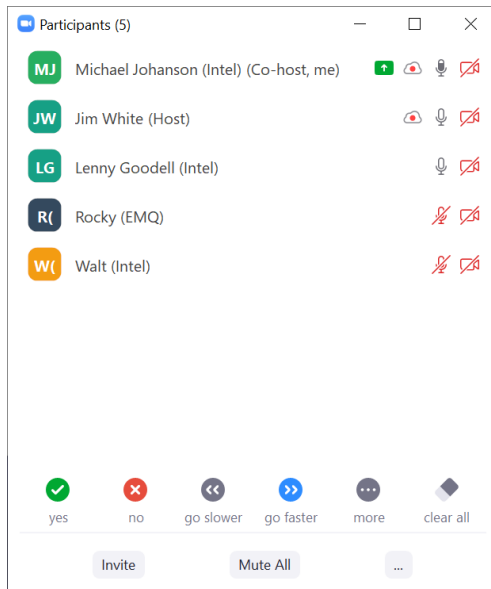 Participants (5)
MJ Michael Johanson (Intel) (Co-host, me)
JW Jim White (Host)
LG Lenny Goodell (Intel)
R( Rocky (EMQ)
W( Walt (Intel)
yes no go slower go faster more clear all
Invite Mute All ...